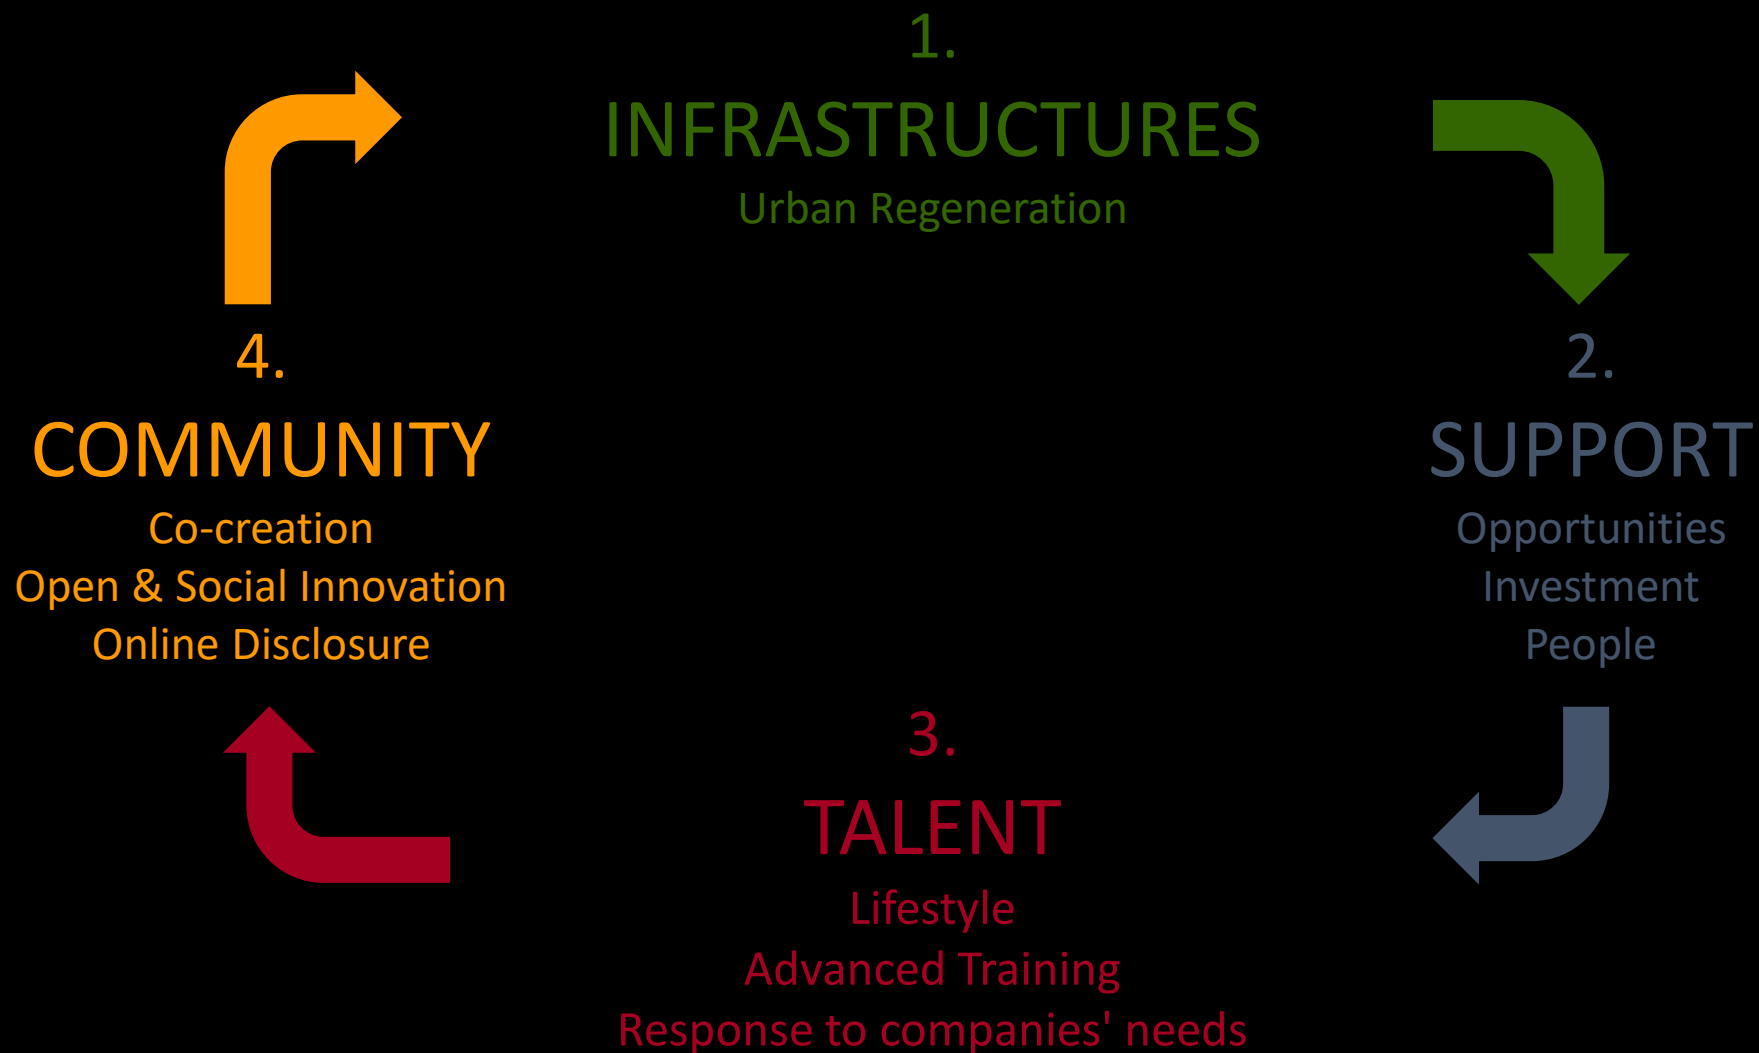 1.
INFRASTRUCTURES
Urban Regeneration
2.
SUPPORT
Opportunities
Investment
People
3.
TALENT
Lifestyle
Advanced Training
Response to companies' needs
4.
COMMUNITY
Co-creation
Open & Social Innovation
Online Disclosure